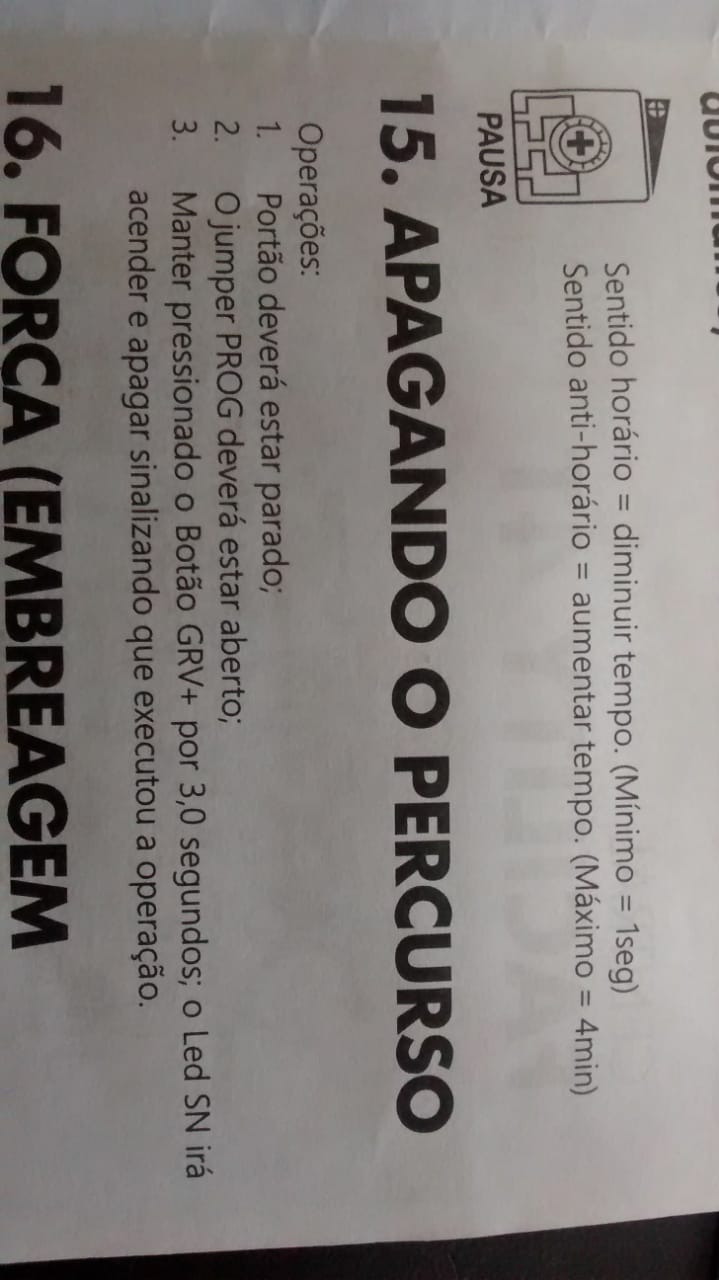 Sentido horário = diminuir tempo. (Mínimo = 1seg)
Sentido anti-horário = aumentar tempo. (Máximo = 4min)
PAUSA
15. APAGANDO O PERCURSO
Operações:
1. Portão deverá estar parado;
2. O jumper PROG deverá estar aberto;
3. Manter pressionado o Botão GRV+ por 3,0 segundos; o Led SN irá
acender e apagar sinalizando que executou a operação.
16. FORÇA (EMBREAGEM